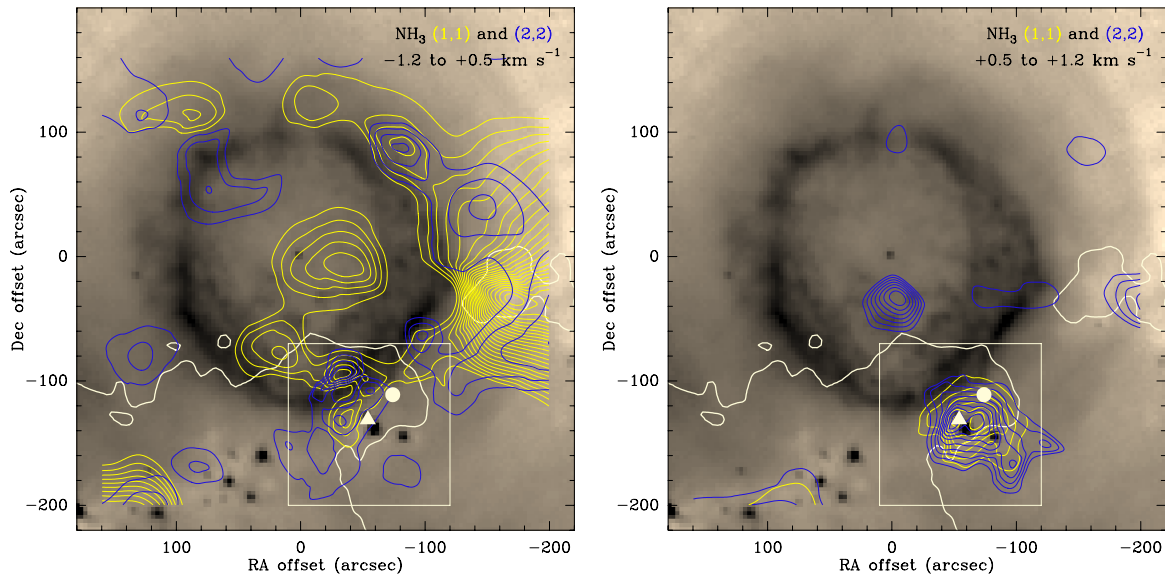 NH₃ (1,1) and (2,2)
−1.2 to +0.5 km s⁻¹
100
0
−100
−200
Dec offset (arcsec)
100
0
−100
−200
RA offset (arcsec)
NH₃ (1,1) and (2,2)
+0.5 to +1.2 km s⁻¹
100
0
−100
−200
Dec offset (arcsec)
100
0
−100
−200
RA offset (arcsec)